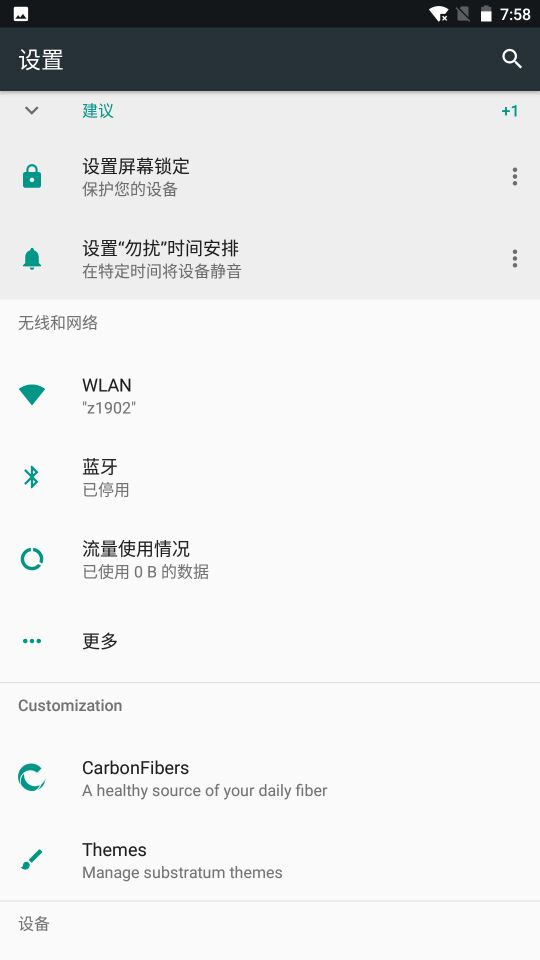 7:58
设置
建议
+1
设置屏幕锁定
保护您的设备
设置“勿扰”时间安排
在特定时间将设备静音
无线和网络
WLAN
"z1902"
蓝牙
已停用
流量使用情况
已使用 0 B 的数据
更多
Customization
CarbonFibers
A healthy source of your daily fiber
Themes
Manage substratum themes
设备